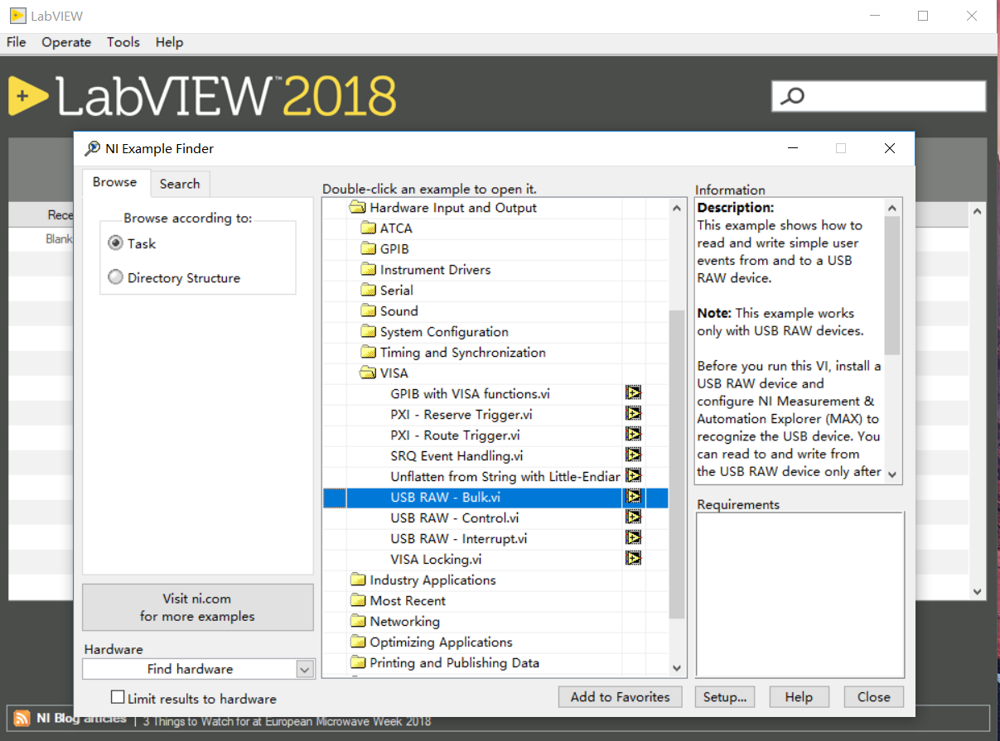 LabVIEW
File Operate Tools Help
LabVIEW™ 2018
NI Example Finder
Browse Search
Browse according to:
Task
Directory Structure
Rece
Blank
Visit ni.com
for more examples
Hardware
Find hardware
Limit results to hardware
Double-click an example to open it.
Hardware Input and Output
ATCA
GPIB
Instrument Drivers
Serial
Sound
System Configuration
Timing and Synchronization
VISA
GPIB with VISA functions.vi
PXI - Reserve Trigger.vi
PXI - Route Trigger.vi
SRQ Event Handling.vi
Unflatten from String with Little-Endiar
USB RAW - Bulk.vi
USB RAW - Control.vi
USB RAW - Interrupt.vi
VISA Locking.vi
Industry Applications
Most Recent
Networking
Optimizing Applications
Printing and Publishing Data
Information
Description:
This example shows how to
read and write simple user
events from and to a USB
RAW device.
Note: This example works
only with USB RAW devices.
Before you run this VI, install a
USB RAW device and
configure NI Measurement &
Automation Explorer (MAX) to
recognize the USB device. You
can read to and write from
the USB RAW device only after
Requirements
Add to Favorites Setup... Help Close
NI Blog articles | 3 Things to Watch for at European Microwave Week 2018